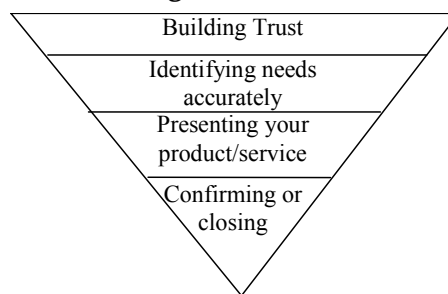 Building Trust
Identifying needs
accurately
Presenting your
product/service
Confirming or
closing